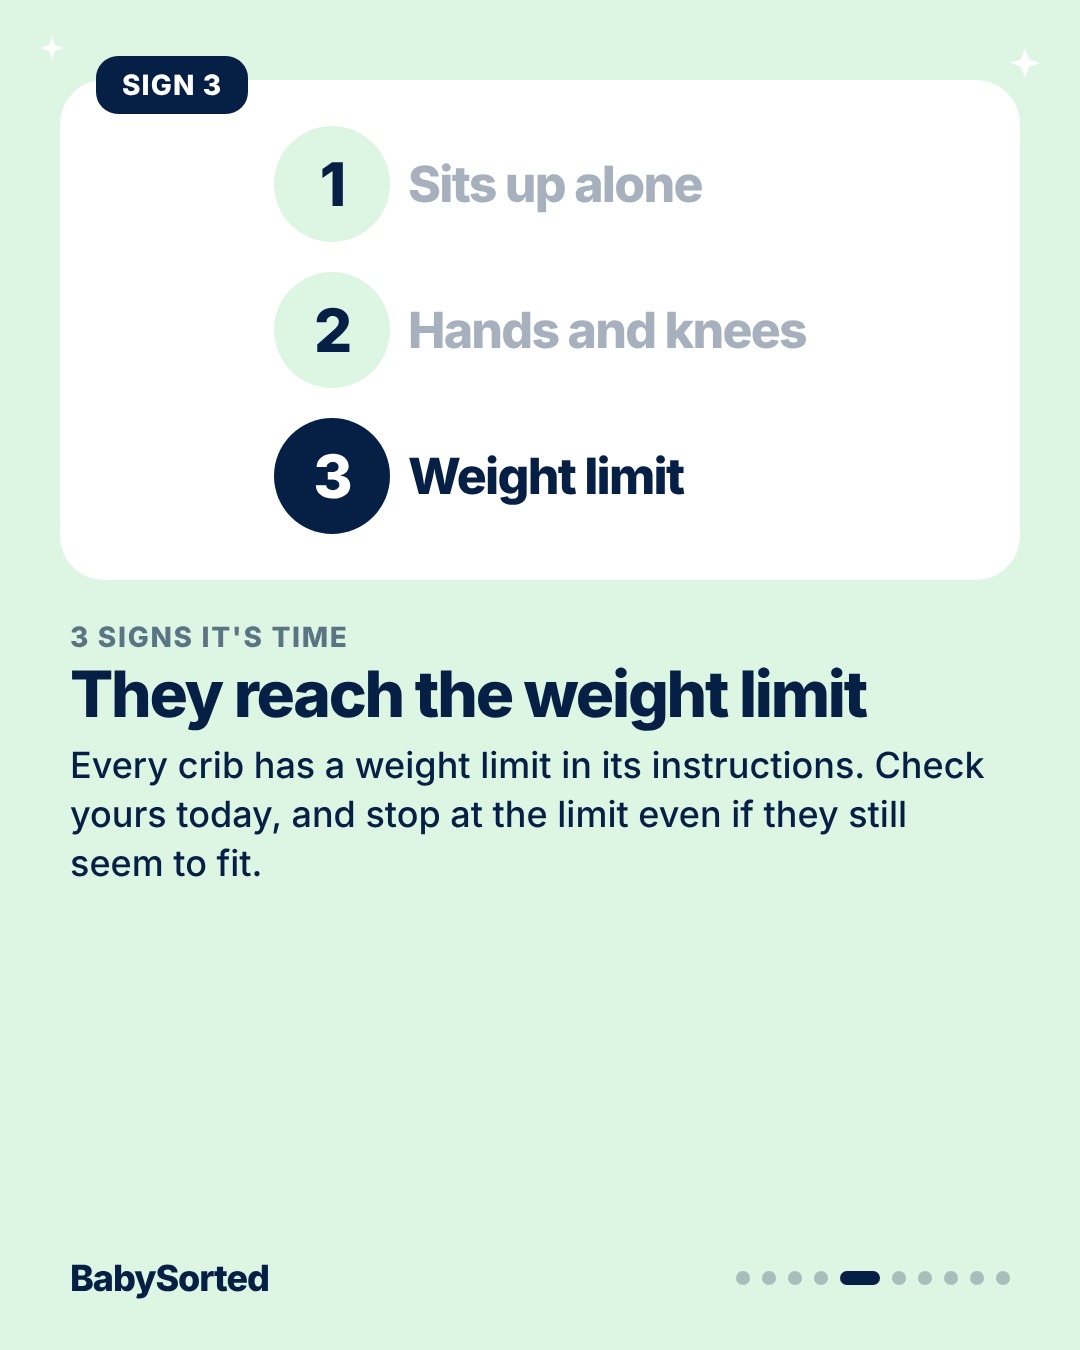 SIGN 3
1 Sits up alone
2 Hands and knees
3 Weight limit
3 SIGNS IT'S TIME
They reach the weight limit
Every crib has a weight limit in its instructions. Check
yours today, and stop at the limit even if they still
seem to fit.
BabySorted